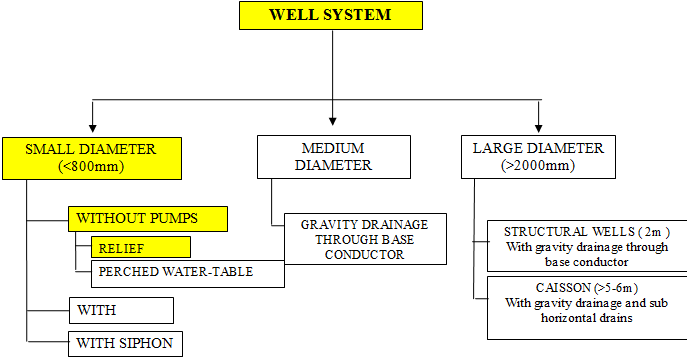 WELL SYSTEM
SMALL DIAMETER
(<800mm)
MEDIUM
DIAMETER
LARGE DIAMETER
(>2000mm)
WITHOUT PUMPS
RELIEF
PERCHED WATER-TABLE
WITH
WITH SIPHON
GRAVITY DRAINAGE
THROUGH BASE
CONDUCTOR
STRUCTURAL WELLS ( 2m )
With gravity drainage through
base conductor
CAISSON (>5-6m)
With gravity drainage and sub
horizontal drains